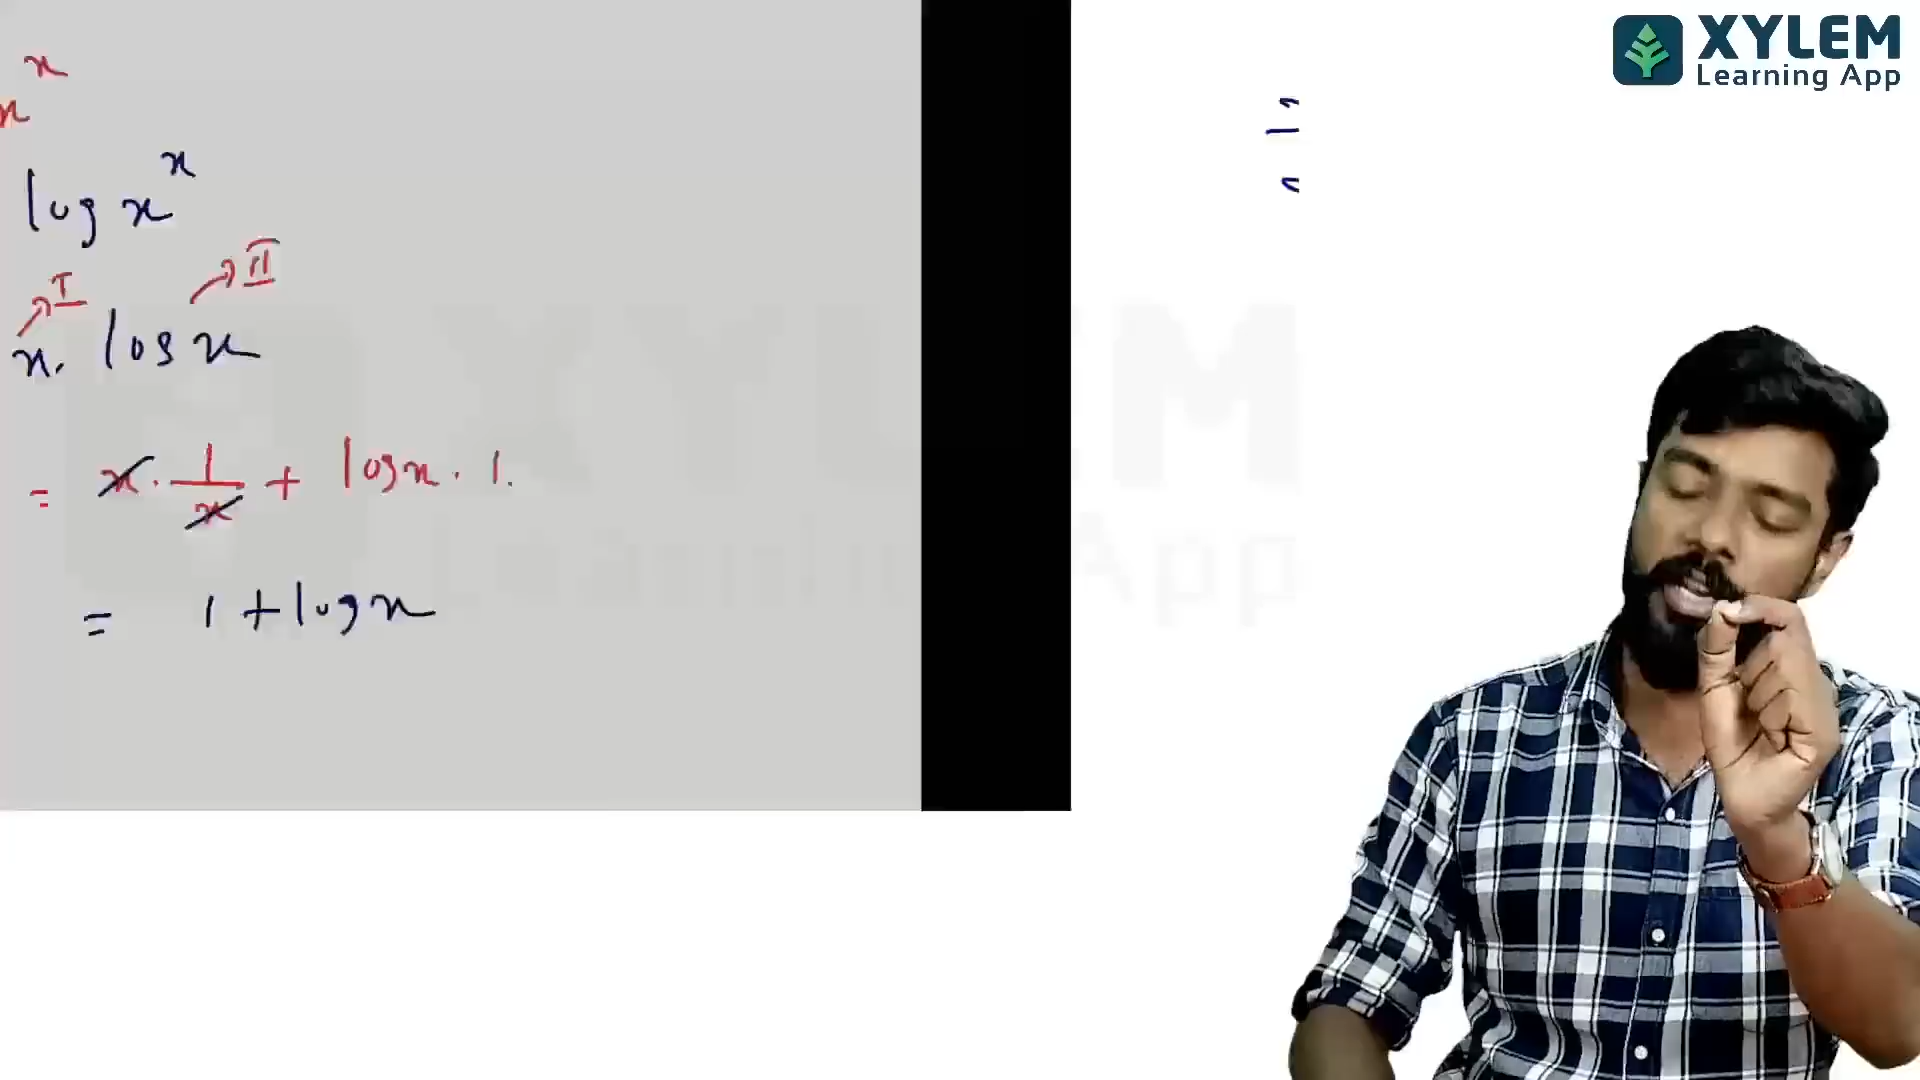 x^x
log x^x
I II
x. log x
= x. 1/x + log x . 1.
= 1 + log x
XYLEM
Learning App